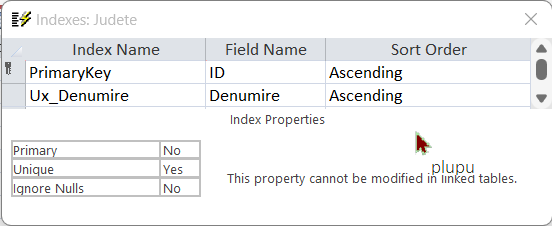 Indexes: Judete
Index Name Field Name Sort Order
PrimaryKey ID Ascending
Ux_Denumire Denumire Ascending
Index Properties
Primary No
Unique Yes
Ignore Nulls No
plupu
This property cannot be modified in linked tables.